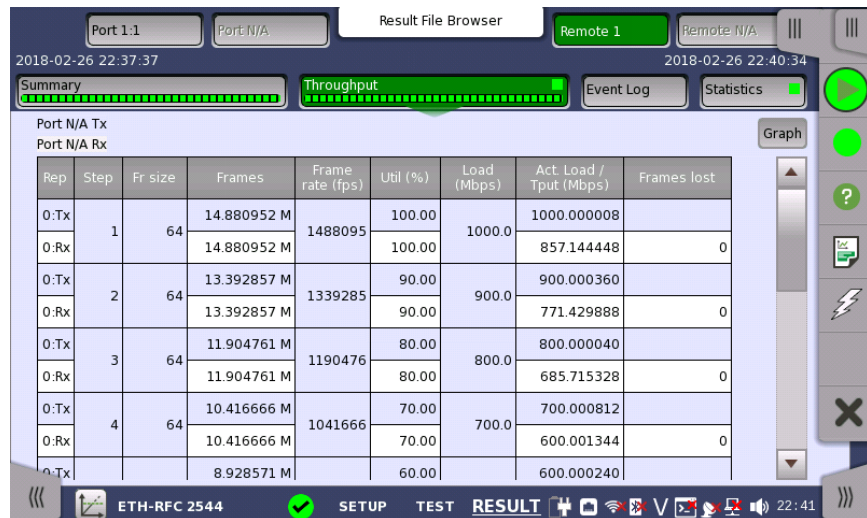 Port 1:1
Port N/A
Result File Browser
Remote 1
Remote N/A
2018-02-26 22:37:37
2018-02-26 22:40:34
Summary
Throughput
Event Log
Statistics
Port N/A Tx
Port N/A Rx
Graph
Rep Step Fr size Frames Frame rate (fps) Util (%) Load (Mbps) Act. Load / Tput (Mbps) Frames lost
0:Tx 1 64 14.880952 M 1488095 100.00 1000.0 1000.000008
0:Rx 14.880952 M 100.00 857.144448 0
0:Tx 2 64 13.392857 M 1339285 90.00 900.0 900.000360
0:Rx 13.392857 M 90.00 771.429888 0
0:Tx 3 64 11.904761 M 1190476 80.00 800.0 800.000040
0:Rx 11.904761 M 80.00 685.715328 0
0:Tx 4 64 10.416666 M 1041666 70.00 700.0 700.000812
0:Rx 10.416666 M 70.00 600.001344 0
0:Tx 8.928571 M 60.00 600.000240
ETH-RFC 2544 SETUP TEST RESULT 22:41